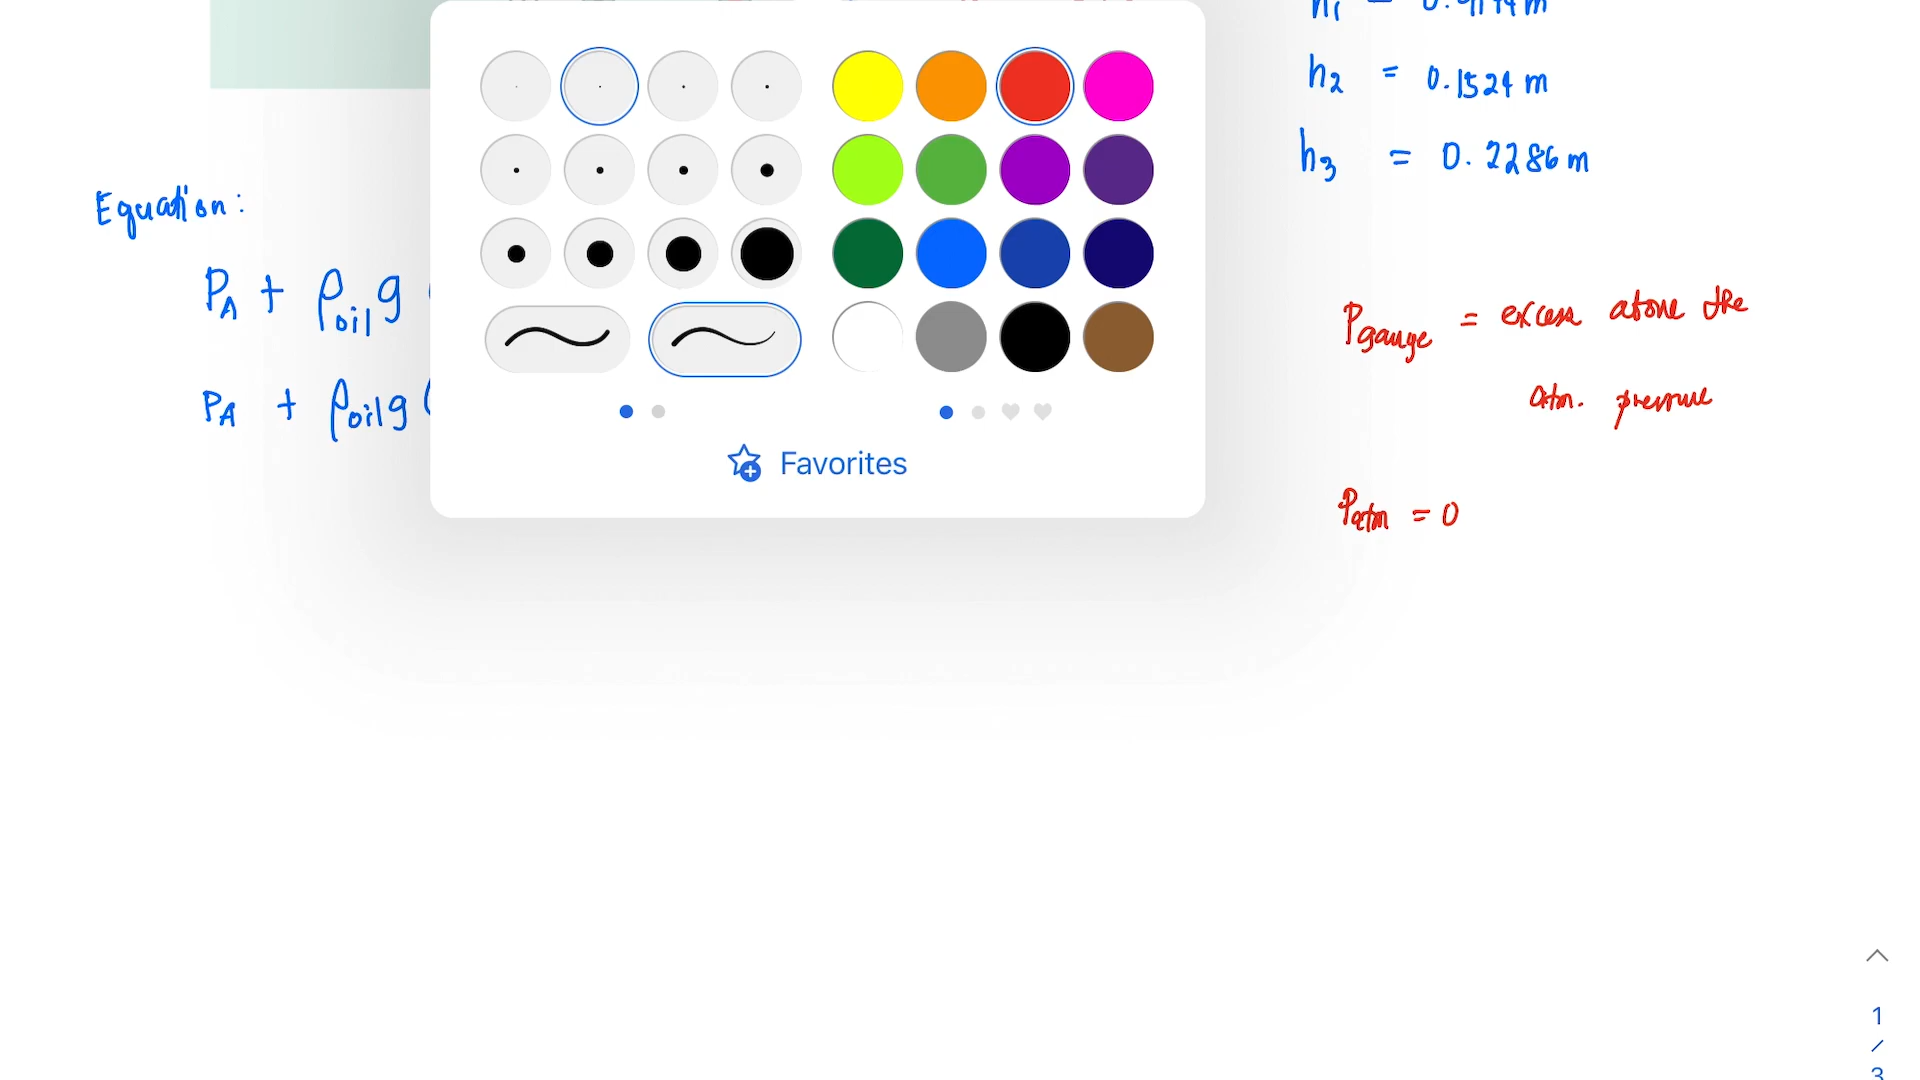 h₂ = 0.1524 m
h₃ = 0.2286 m
Equation:
P_A + ρ_oil g
P_A + ρ_oil g (
P_gauge = excess above the
atm. pressure
P_atm = 0
Favorites
1
/
3